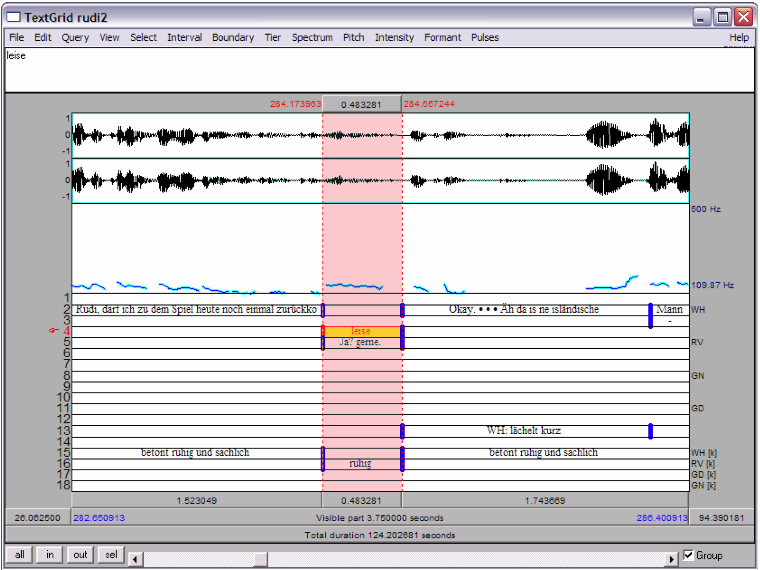 TextGrid rudi2
File Edit Query View Select Interval Boundary Tier Spectrum Pitch Intensity Formant Pulses Help
leise
284.173963 0.483281 284.657244
1
0
-1
1
0
-1
500 Hz
109.87 Hz
1
2 Rudi, darf ich zu dem Spiel heute noch einmal zurückko Okay. • • • Äh da is ne isländische Mann WH
3 -
4 leise
5 Ja? gerne. RV
6
7
8 GN
9
10
11 GD
12
13 WH: lächelt kurz
14
15 betont ruhig und sachlich betont ruhig und sachlich WH [k]
16 ruhig RV [k]
17 GD [k]
18 GN [k]
1.523049 0.483281 1.743669
26.062500 282.650913 Visible part 3.750000 seconds 286.400913 94.390181
Total duration 124.202681 seconds
all in out sel Group